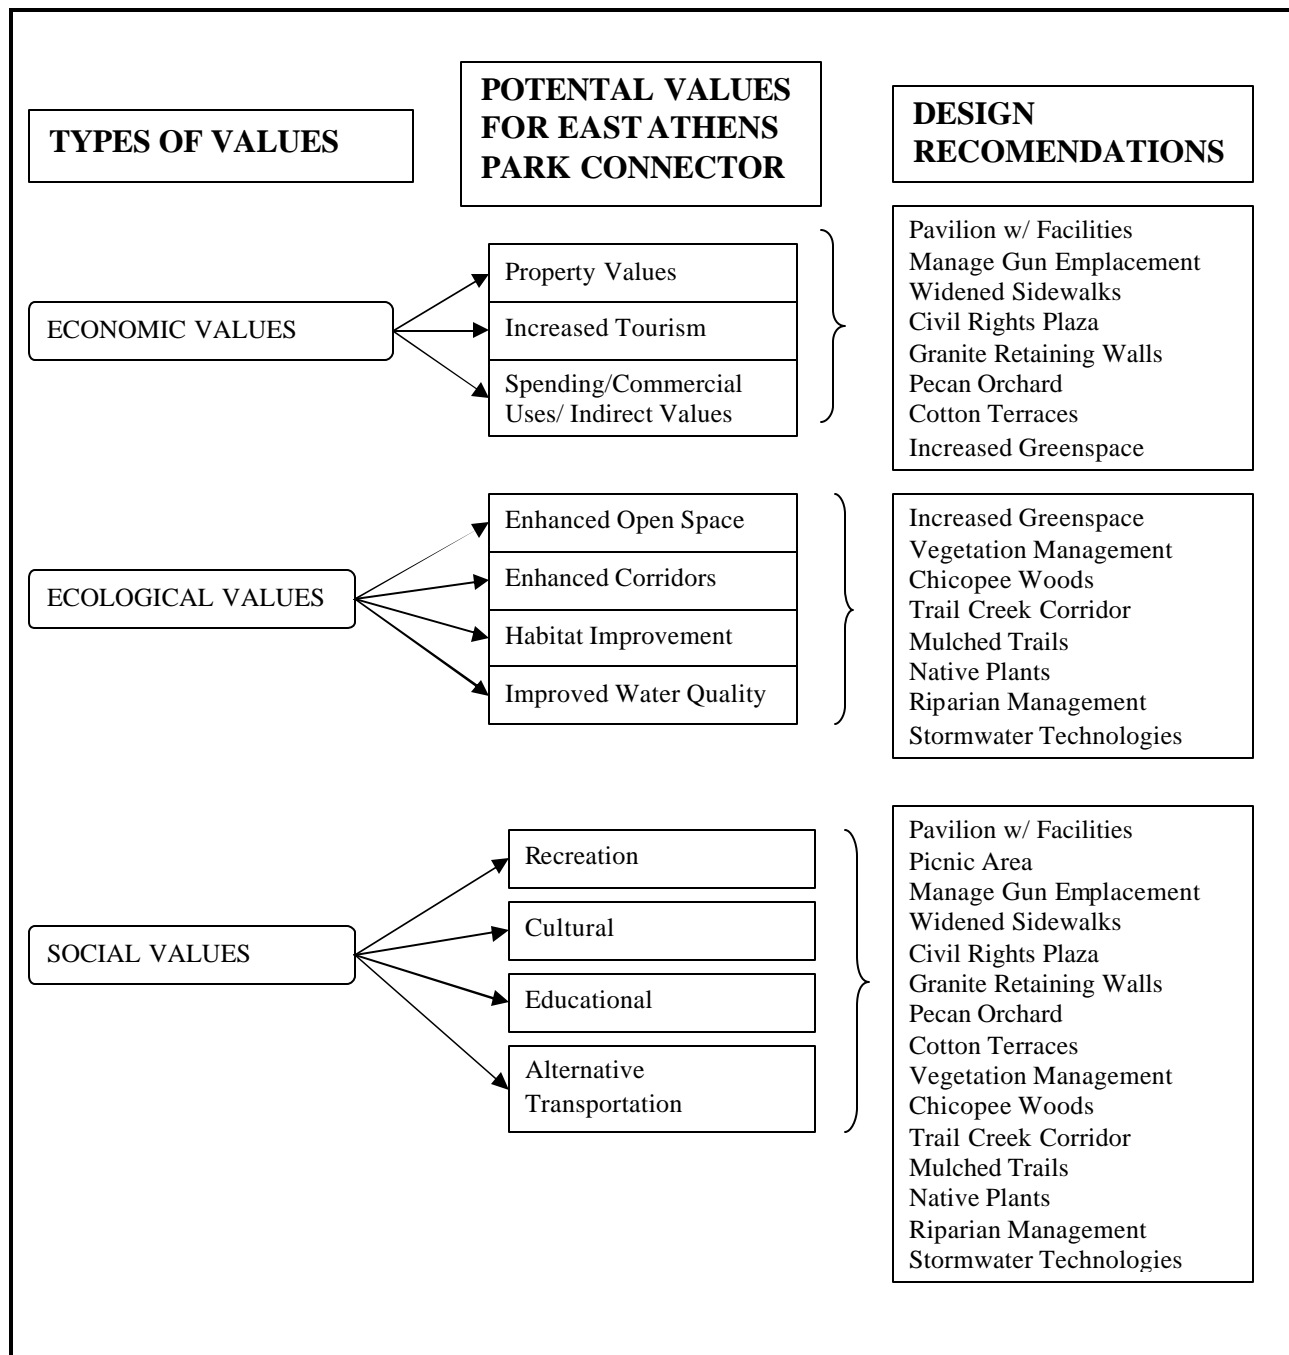 TYPES OF VALUES
POTENTAL VALUES
FOR EAST ATHENS
PARK CONNECTOR
DESIGN
RECOMENDATIONS
ECONOMIC VALUES
Property Values
Increased Tourism
Spending/Commercial
Uses/ Indirect Values
Pavilion w/ Facilities
Manage Gun Emplacement
Widened Sidewalks
Civil Rights Plaza
Granite Retaining Walls
Pecan Orchard
Cotton Terraces
Increased Greenspace
ECOLOGICAL VALUES
Enhanced Open Space
Enhanced Corridors
Habitat Improvement
Improved Water Quality
Increased Greenspace
Vegetation Management
Chicopee Woods
Trail Creek Corridor
Mulched Trails
Native Plants
Riparian Management
Stormwater Technologies
SOCIAL VALUES
Recreation
Cultural
Educational
Alternative
Transportation
Pavilion w/ Facilities
Picnic Area
Manage Gun Emplacement
Widened Sidewalks
Civil Rights Plaza
Granite Retaining Walls
Pecan Orchard
Cotton Terraces
Vegetation Management
Chicopee Woods
Trail Creek Corridor
Mulched Trails
Native Plants
Riparian Management
Stormwater Technologies